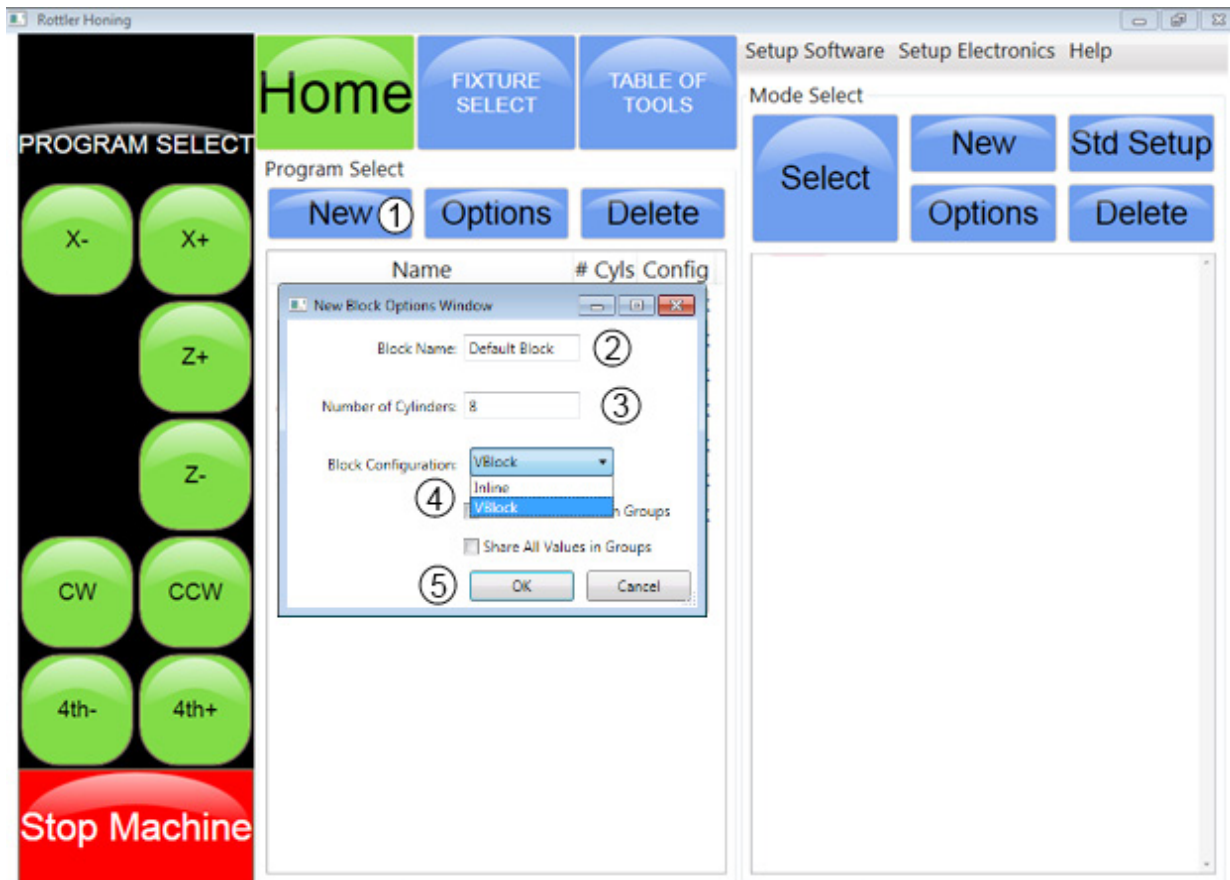 Rottler Honing
PROGRAM SELECT
X-
X+
Z+
Z-
CW
CCW
4th-
4th+
Stop Machine
Home
FIXTURE
SELECT
TABLE OF
TOOLS
Program Select
New ①
Options
Delete
Name # Cyls Config
New Block Options Window
Block Name: Default Block ②
Number of Cylinders: 8 ③
Block Configuration: VBlock
Inline
④ VBlock
n Groups
Share All Values in Groups
⑤ OK Cancel
Setup Software Setup Electronics Help
Mode Select
Select
New
Std Setup
Options
Delete